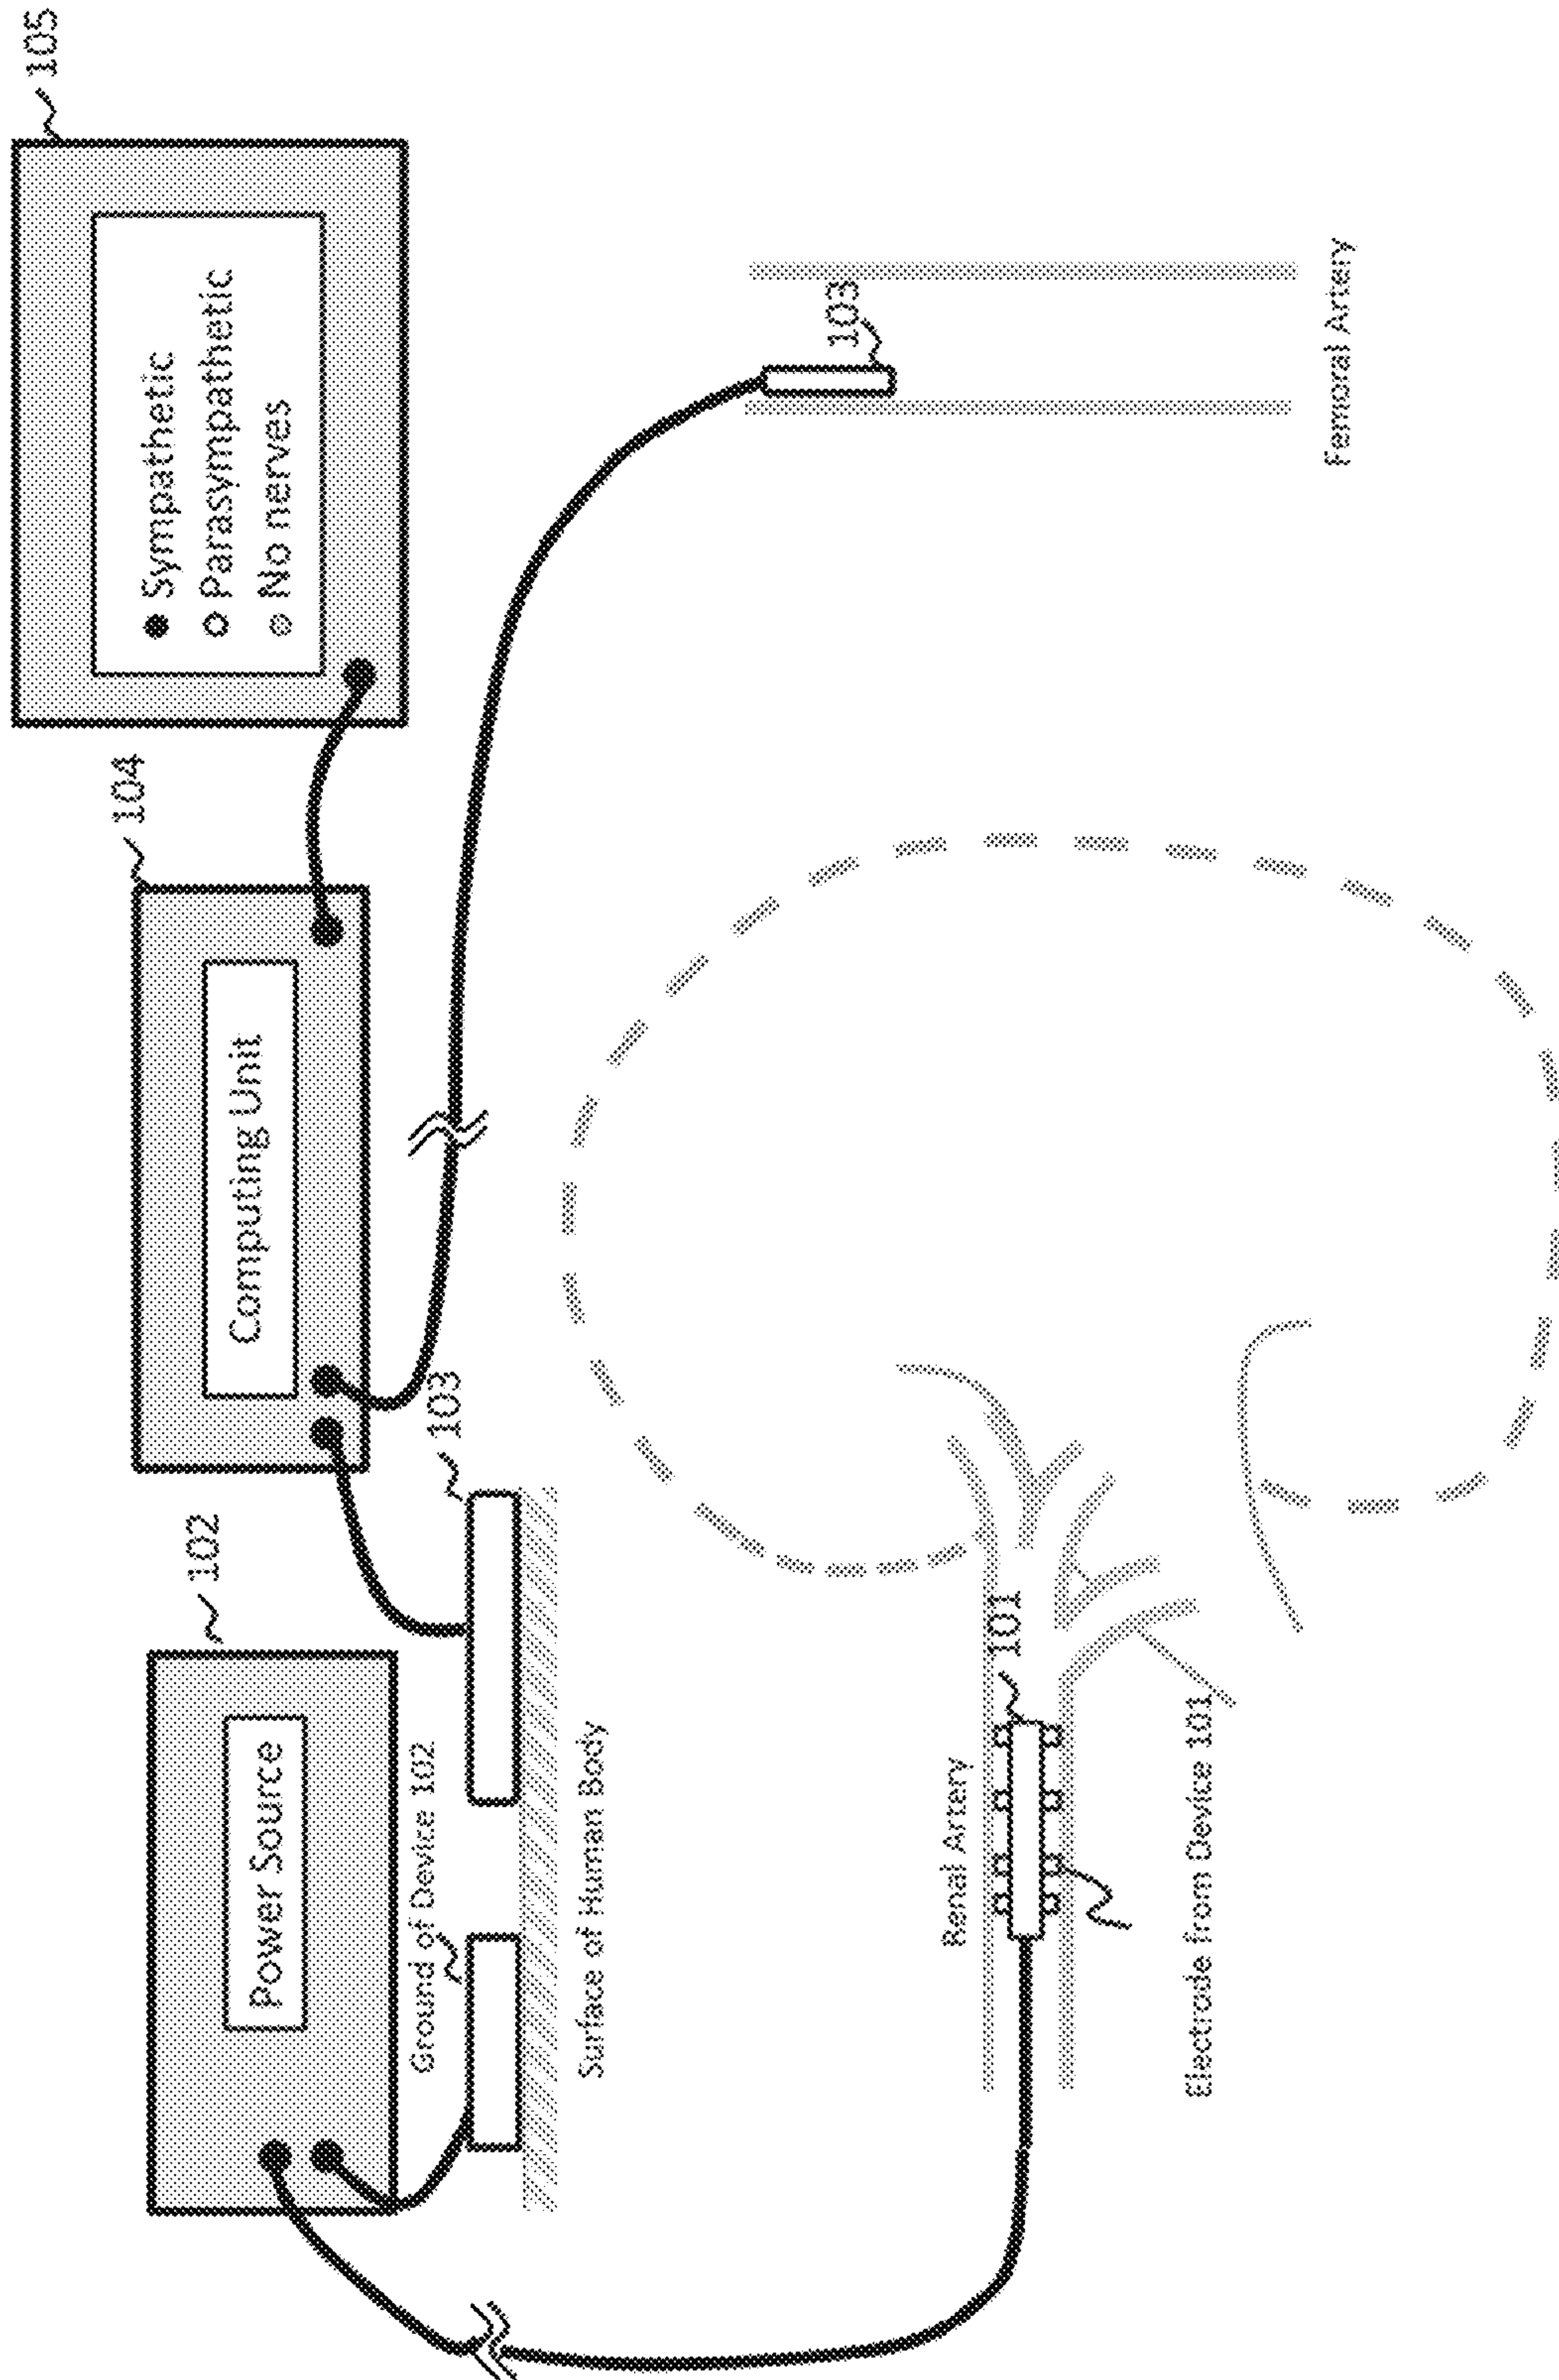 102
Power Source
104
Computing Unit
105
Sympathetic
Parasympathetic
No nerves
Ground of Device 102
103
Surface of Human Body
103
Femoral Artery
Renal Artery
101
Electrode from Device 101